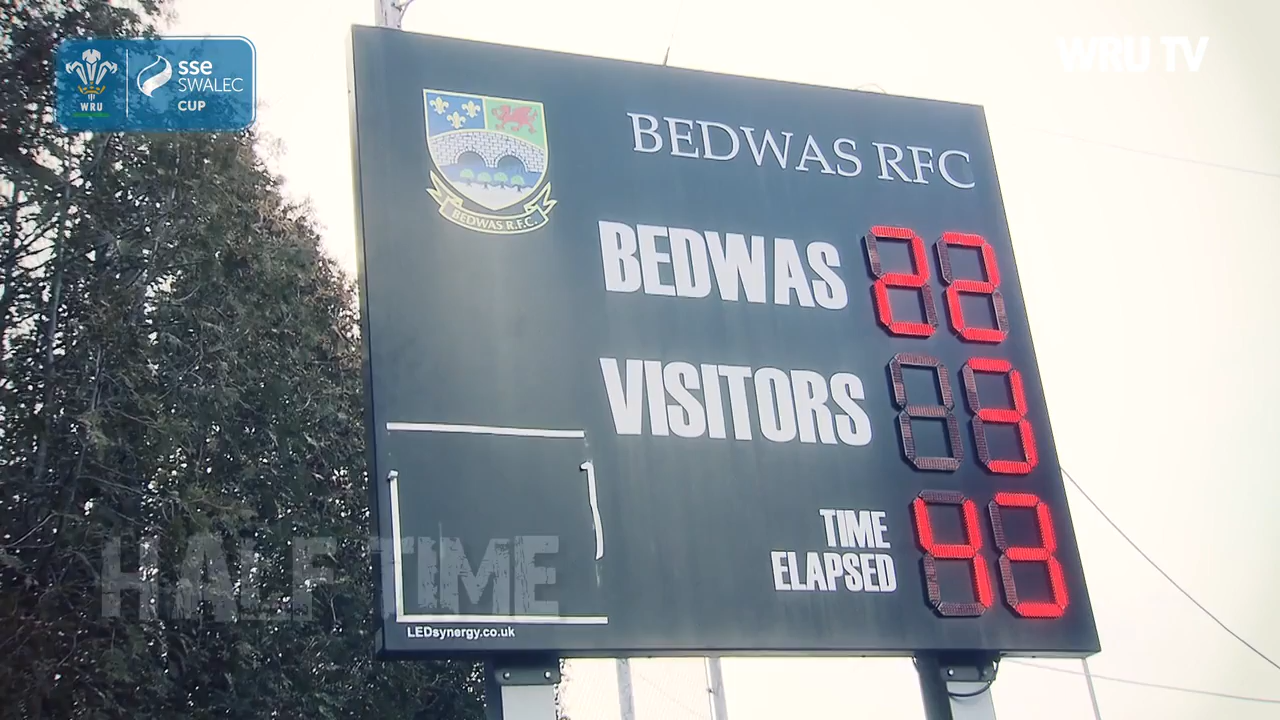 WRU
sse
SWALEC
CUP
WRU TV
BEDWAS R.F.C.
BEDWAS RFC
BEDWAS 22
VISITORS 3
TIME
ELAPSED 43
HALF TIME
LEDsynergy.co.uk